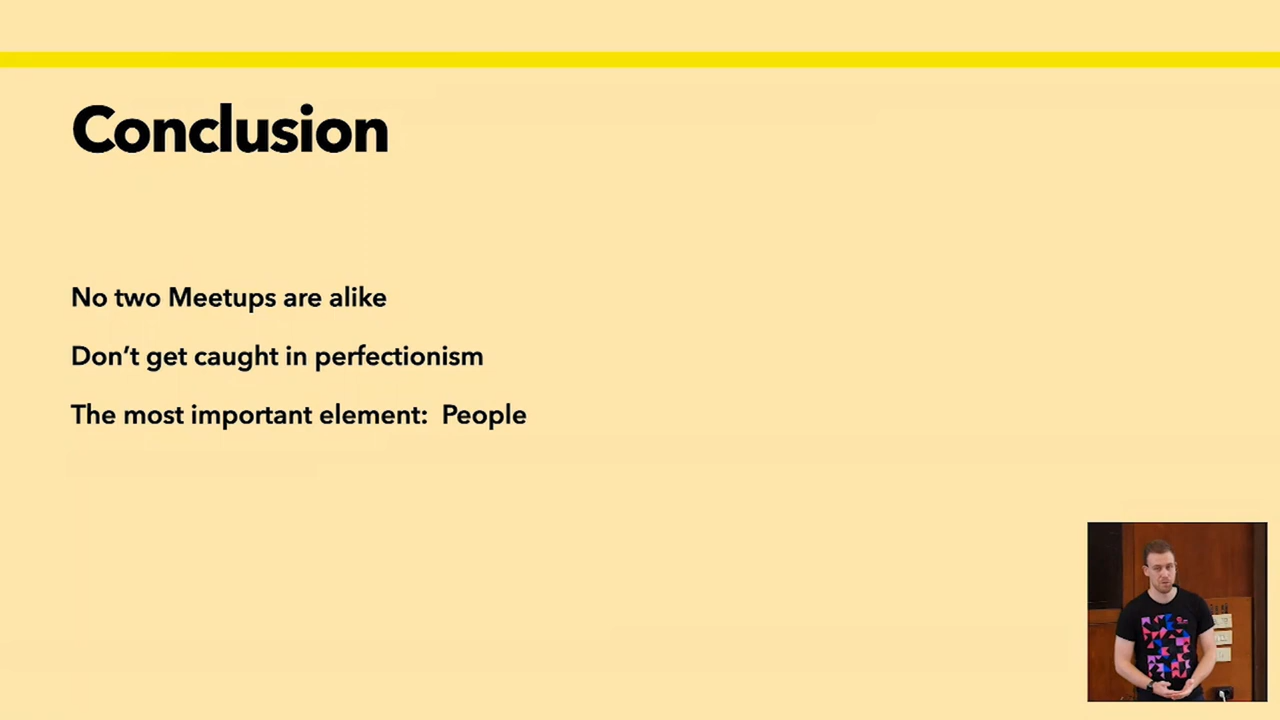 Conclusion
No two Meetups are alike
Don’t get caught in perfectionism
The most important element:  People